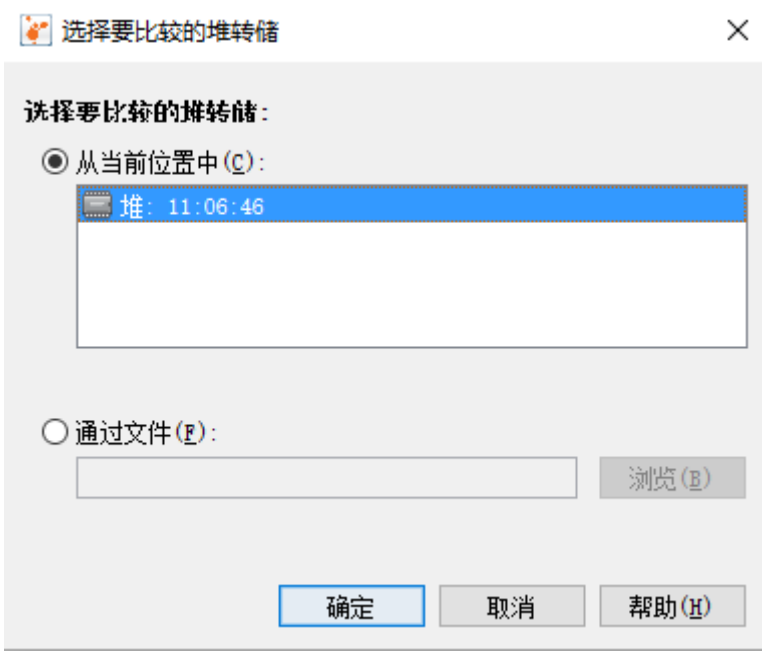 选择要比较的堆转储
选择要比较的堆转储:
从当前位置中(C):
堆: 11:06:46
通过文件(F):
浏览(B)
确定 取消 帮助(H)